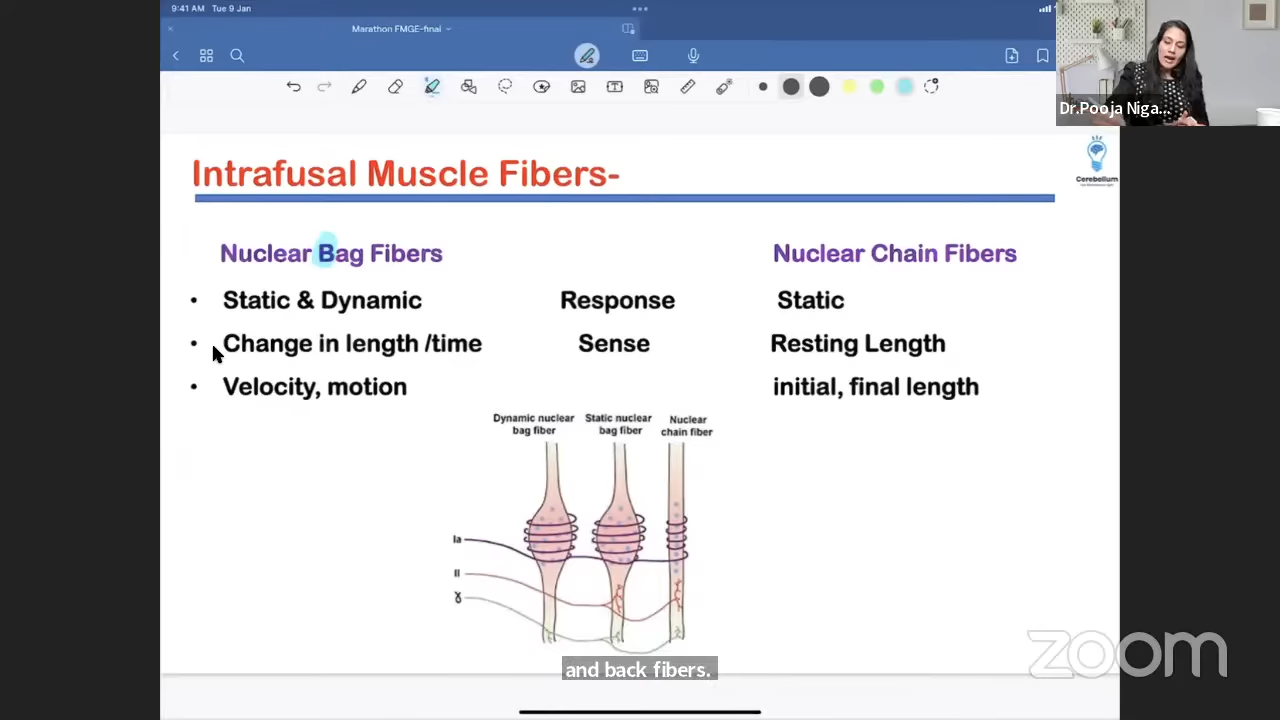 9:41 AM Tue 9 Jan
Marathon FMGE-final
Dr.Pooja Niga...
Cerebellum
Intrafusal Muscle Fibers-
Nuclear Bag Fibers Nuclear Chain Fibers
• Static & Dynamic Response Static
• Change in length /time Sense Resting Length
• Velocity, motion initial, final length
Dynamic nuclear bag fiber
Static nuclear bag fiber
Nuclear chain fiber
Ia
II
ɣ
and back fibers.
zoom